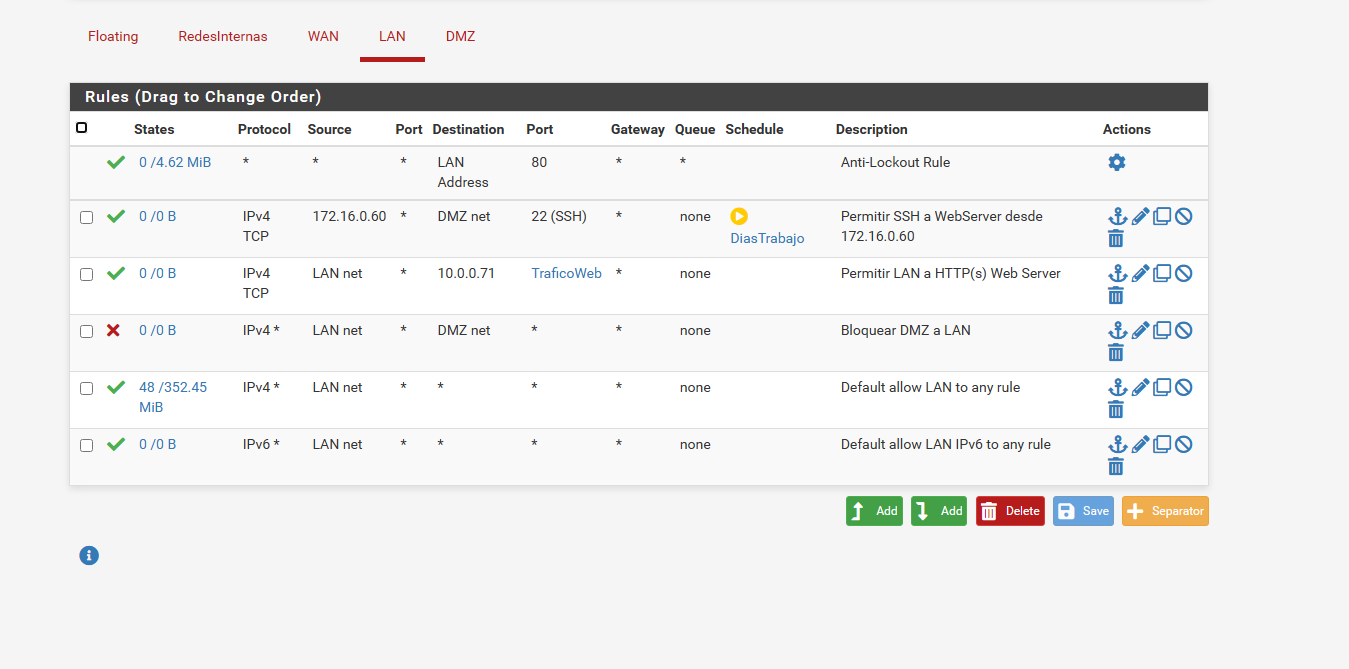 Floating RedesInternas WAN LAN DMZ
Rules (Drag to Change Order)
States Protocol Source Port Destination Port Gateway Queue Schedule Description Actions
0 /4.62 MiB * * * LAN Address 80 * * Anti-Lockout Rule
0 /0 B IPv4 TCP 172.16.0.60 * DMZ net 22 (SSH) * none DiasTrabajo Permitir SSH a WebServer desde 172.16.0.60
0 /0 B IPv4 TCP LAN net * 10.0.0.71 TraficoWeb * none Permitir LAN a HTTP(s) Web Server
0 /0 B IPv4 * LAN net * DMZ net * * none Bloquear DMZ a LAN
48 /352.45 MiB IPv4 * LAN net * * * * none Default allow LAN to any rule
0 /0 B IPv6 * LAN net * * * * none Default allow LAN IPv6 to any rule
Add Add Delete Save Separator